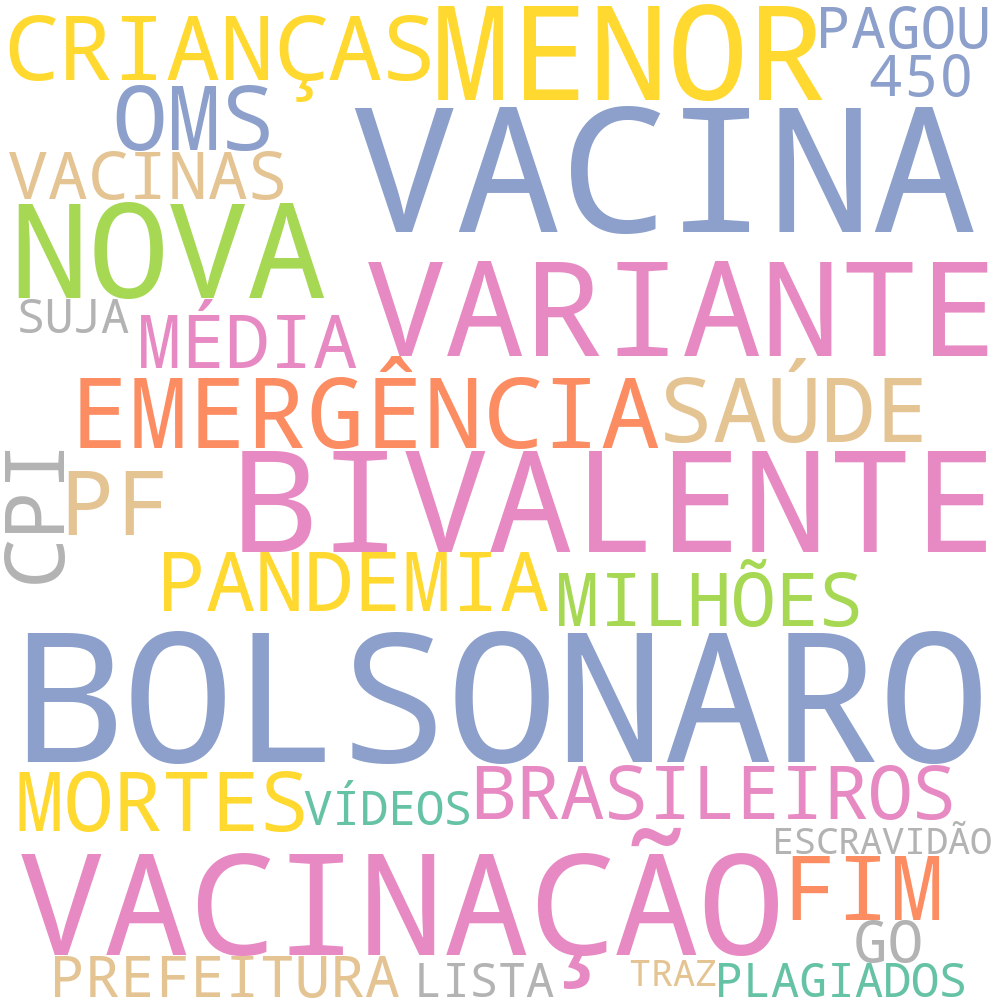 CRIANÇAS
MENOR
PAGOU
450
OMS
VACINA
VACINAS
NOVA
VARIANTE
SUJA
MÉDIA
EMERGÊNCIA
SAÚDE
CPI
PF
BIVALENTE
PANDEMIA
MILHÕES
BOLSONARO
MORTES
VÍDEOS
BRASILEIROS
ESCRAVIDÃO
VACINAÇÃO
FIM
GO
PREFEITURA
LISTA
TRAZ
PLAGIADOS